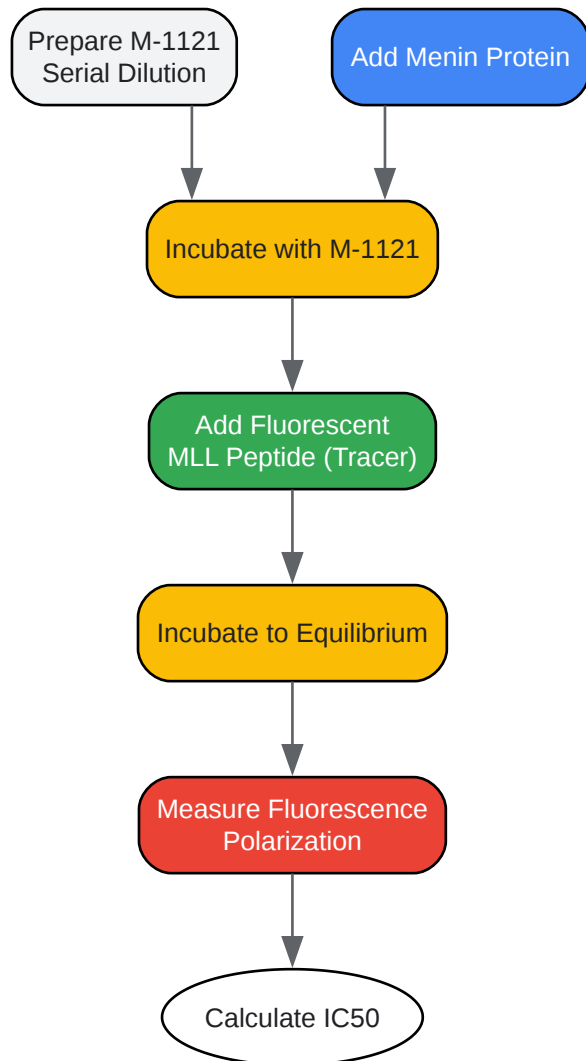 Prepare M-1121
Serial Dilution
Add Menin Protein
Incubate with M-1121
Add Fluorescent
MLL Peptide (Tracer)
Incubate to Equilibrium
Measure Fluorescence
Polarization
Calculate IC50